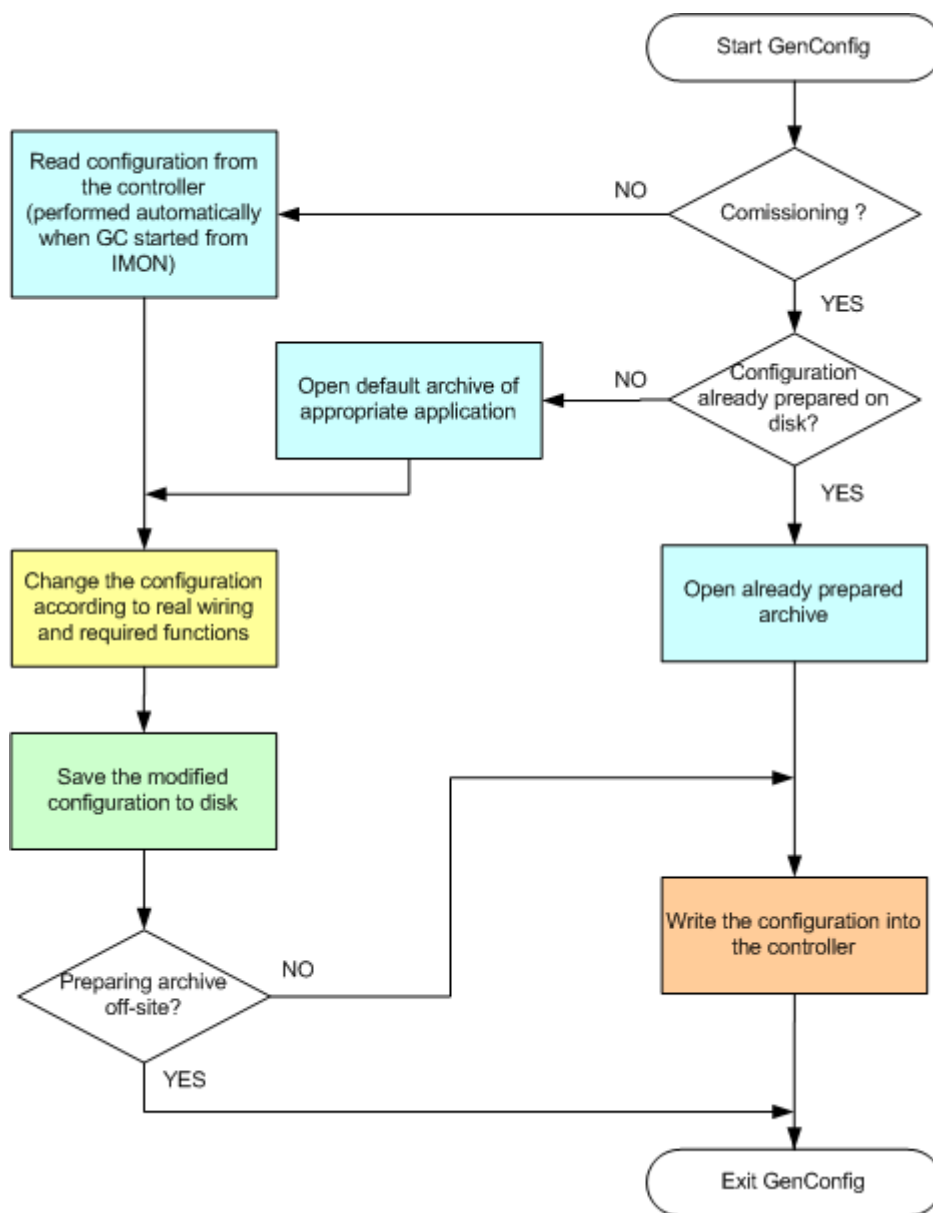 Start GenConfig
Read configuration from
the controller
(performed automatically
when GC started from
IMON)
NO
Comissioning ?
YES
Open default archive of
appropriate application
NO
Configuration
already prepared on
disk?
YES
Change the configuration
according to real wiring
and required functions
Open already prepared
archive
Save the modified
configuration to disk
Write the configuration into
the controller
Preparing archive
off-site?
NO
YES
Exit GenConfig